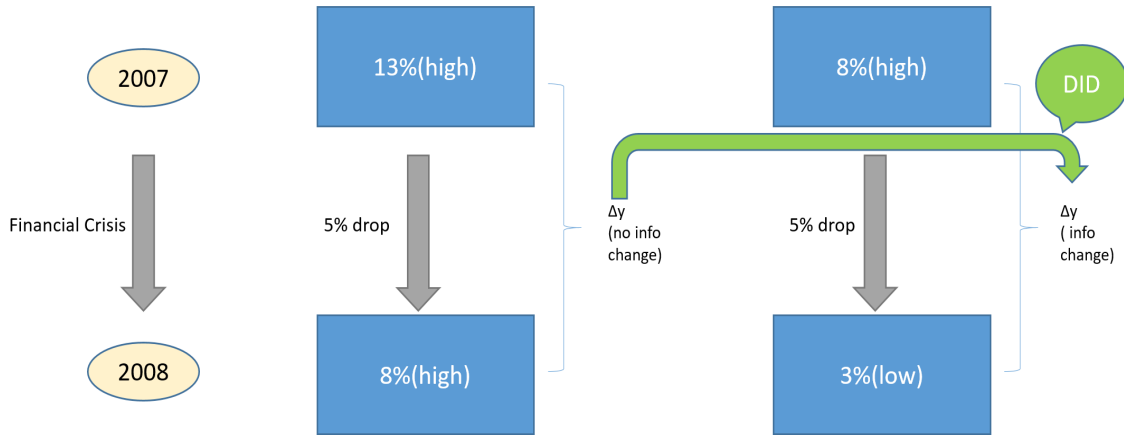 2007
13%(high)
8%(high)
DID
Financial Crisis
5% drop
Δy
(no info
change)
5% drop
Δy
( info
change)
2008
8%(high)
3%(low)